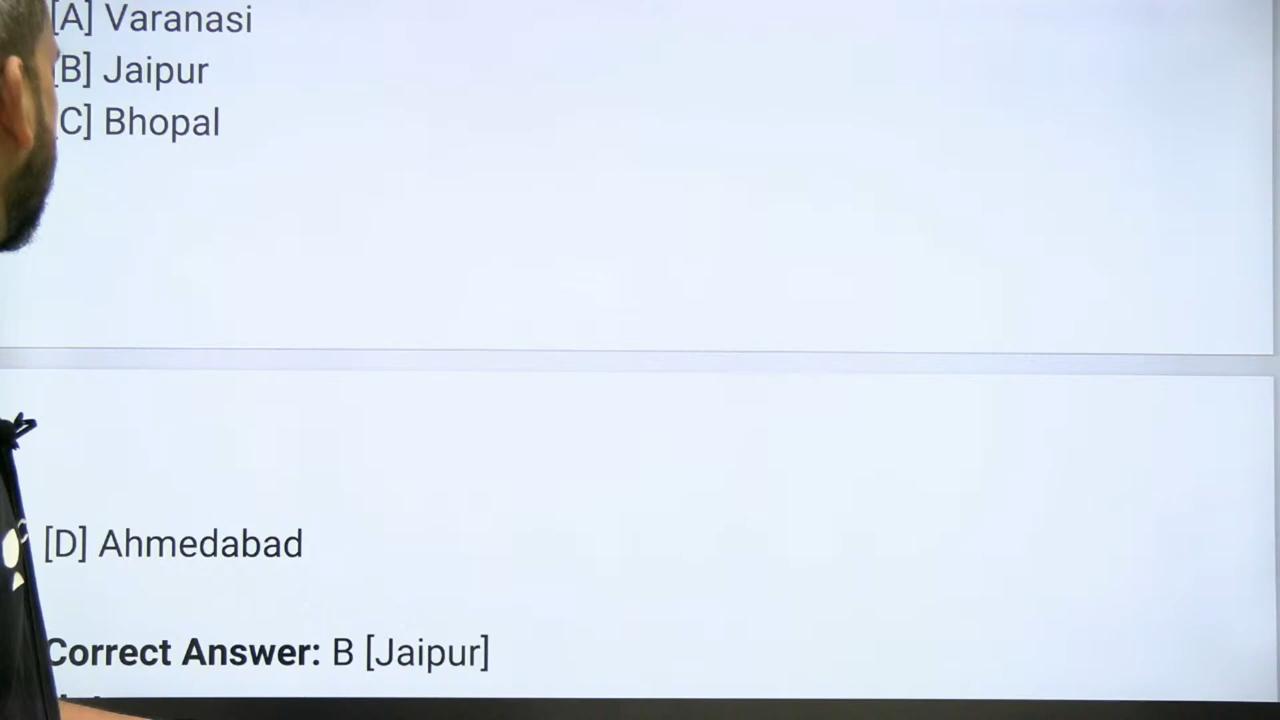 [A] Varanasi
[B] Jaipur
[C] Bhopal
[D] Ahmedabad
Correct Answer: B [Jaipur]